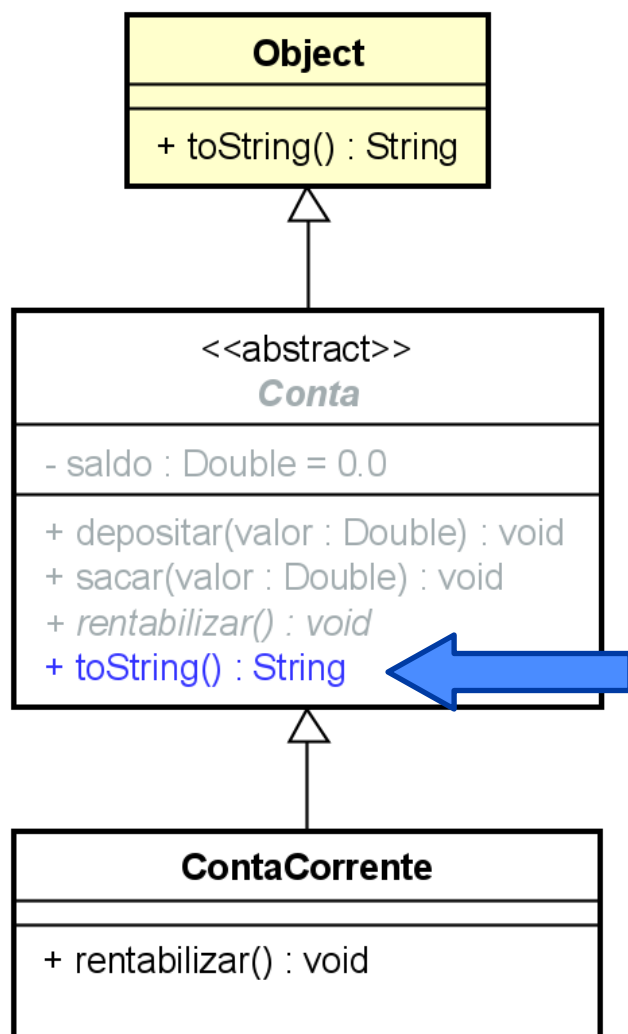 Object
+ toString() : String
<<abstract>>
Conta
- saldo : Double = 0.0
+ depositar(valor : Double) : void
+ sacar(valor : Double) : void
+ rentabilizar() : void
+ toString() : String
ContaCorrente
+ rentabilizar() : void